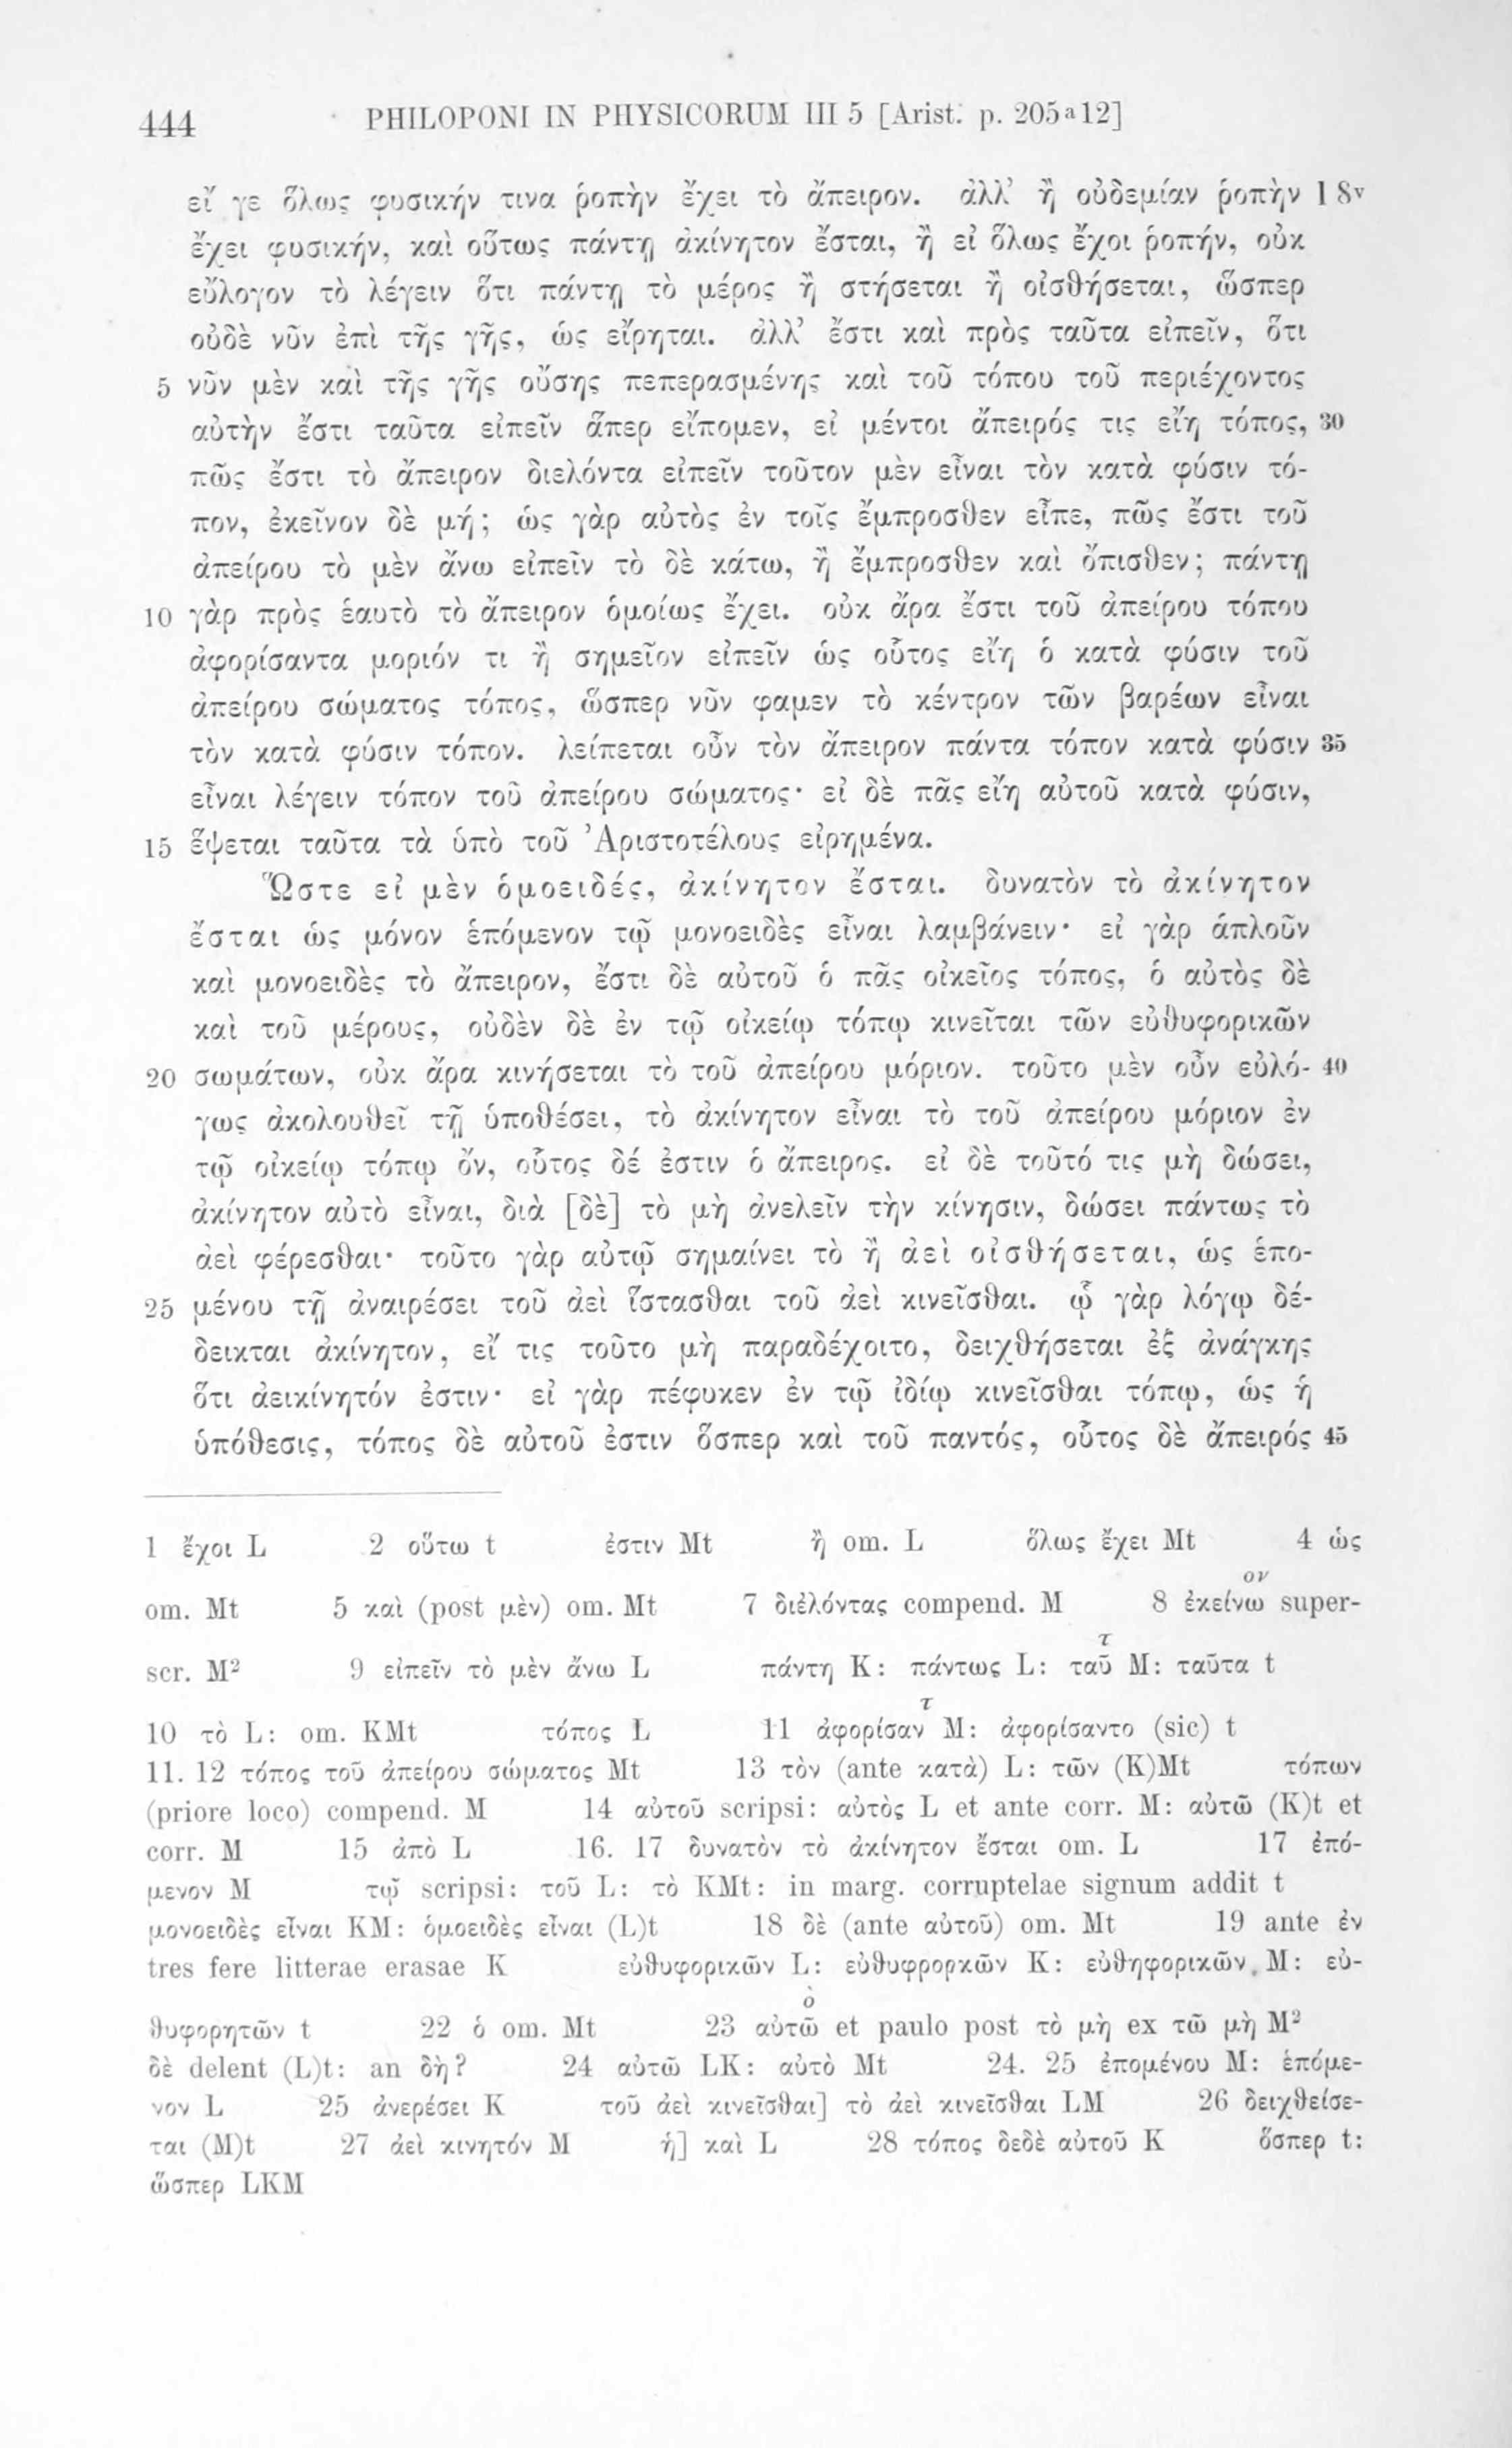 444 PHILOPONI IN PHYSICORUM III 5 [Arist. p. 205ᵃ12]
εἴ γε ὅλως φυσικήν τινα ῥοπὴν ἔχει τὸ ἄπειρον. ἀλλ’ ἢ οὐδεμίαν ῥοπὴν 1 8ᵛ
ἔχει φυσικήν, καὶ οὕτως πάντῃ ἀκίνητον ἔσται, ἢ εἰ ὅλως ἔχοι ῥοπήν, οὐκ
εὔλογον τὸ λέγειν ὅτι πάντῃ τὸ μέρος ἢ στήσεται ἢ οἰσθήσεται, ὥσπερ
οὐδὲ νῦν ἐπὶ τῆς γῆς, ὡς εἴρηται. ἀλλ’ ἔστι καὶ πρὸς ταῦτα εἰπεῖν, ὅτι
5 νῦν μὲν καὶ τῆς γῆς οὔσης πεπερασμένης καὶ τοῦ τόπου τοῦ περιέχοντος
αὐτὴν ἔστι ταῦτα εἰπεῖν ἅπερ εἴπομεν, εἰ μέντοι ἄπειρός τις εἴη τόπος, 30
πῶς ἔστι τὸ ἄπειρον διελόντα εἰπεῖν τοῦτον μὲν εἶναι τὸν κατὰ φύσιν τό-
πον, ἐκεῖνον δὲ μή; ὡς γὰρ αὐτὸς ἐν τοῖς ἔμπροσθεν εἶπε, πῶς ἔστι τοῦ
ἀπείρου τὸ μὲν ἄνω εἰπεῖν τὸ δὲ κάτω, ἢ ἔμπροσθεν καὶ ὄπισθεν; πάντῃ
10 γὰρ πρὸς ἑαυτὸ τὸ ἄπειρον ὁμοίως ἔχει. οὐκ ἄρα ἔστι τοῦ ἀπείρου τόπου
ἀφορίσαντα μοριόν τι ἢ σημεῖον εἰπεῖν ὡς οὗτος εἴη ὁ κατὰ φύσιν τοῦ
ἀπείρου σώματος τόπος, ὥσπερ νῦν φαμεν τὸ κέντρον τῶν βαρέων εἶναι
τὸν κατὰ φύσιν τόπον. λείπεται οὖν τὸν ἄπειρον πάντα τόπον κατὰ φύσιν 35
εἶναι λέγειν τόπον τοῦ ἀπείρου σώματος· εἰ δὲ πᾶς εἴη αὐτοῦ κατὰ φύσιν,
15 ἕψεται ταῦτα τὰ ὑπὸ τοῦ Ἀριστοτέλους εἰρημένα.
Ὥστε εἰ μὲν ὁμοειδές, ἀκίνητον ἔσται. δυνατὸν τὸ ἀκίνητον
ἔσται ὡς μόνον ἑπόμενον τῷ μονοειδὲς εἶναι λαμβάνειν· εἰ γὰρ ἁπλοῦν
καὶ μονοειδὲς τὸ ἄπειρον, ἔστι δὲ αὐτοῦ ὁ πᾶς οἰκεῖος τόπος, ὁ αὐτὸς δὲ
καὶ τοῦ μέρους, οὐδὲν δὲ ἐν τῷ οἰκείῳ τόπῳ κινεῖται τῶν εὐθυφορικῶν
20 σωμάτων, οὐκ ἄρα κινήσεται τὸ τοῦ ἀπείρου μόριον. τοῦτο μὲν οὖν εὐλό- 40
γως ἀκολουθεῖ τῇ ὑποθέσει, τὸ ἀκίνητον εἶναι τὸ τοῦ ἀπείρου μόριον ἐν
τῷ οἰκείῳ τόπῳ ὄν, οὗτος δέ ἐστιν ὁ ἄπειρος. εἰ δὲ τοῦτό τις μὴ δώσει,
ἀκίνητον αὐτὸ εἶναι, διὰ [δὲ] τὸ μὴ ἀνελεῖν τὴν κίνησιν, δώσει πάντως τὸ
ἀεὶ φέρεσθαι· τοῦτο γὰρ αὐτῷ σημαίνει τὸ ἢ ἀεὶ οἰσθήσεται, ὡς ἑπο-
25 μένου τῇ ἀναιρέσει τοῦ ἀεὶ ἵστασθαι τοῦ ἀεὶ κινεῖσθαι. ᾧ γὰρ λόγῳ δέ-
δεικται ἀκίνητον, εἴ τις τοῦτο μὴ παραδέχοιτο, δειχθήσεται ἐξ ἀνάγκης
ὅτι ἀεικίνητόν ἐστιν· εἰ γὰρ πέφυκεν ἐν τῷ ἰδίῳ κινεῖσθαι τόπῳ, ὡς ἡ
ὑπόθεσις, τόπος δὲ αὐτοῦ ἐστιν ὅσπερ καὶ τοῦ παντός, οὗτος δὲ ἄπειρός 45
1 ἔχοι L 2 οὕτω t ἐστιν Mt ἢ om. L ὅλως ἔχει Mt 4 ὡς
om. Mt 5 καὶ (post μὲν) om. Mt 7 διέλόντας compend. M 8 ἐκείνω ον super-
scr. M² 9 εἰπεῖν τὸ μὲν ἄνω L πάντη K: πάντως L: ταῦ τ M: ταῦτα t
10 τὸ L: om. KMt τόπος L 11 ἀφορίσαν τ M: ἀφορίσαντο (sic) t
11. 12 τόπος τοῦ ἀπείρου σώματος Mt 13 τὸν (ante κατὰ) L: τῶν (K)Mt τόπων
(priore loco) compend. M 14 αὐτοῦ scripsi: αὐτὸς L et ante corr. M: αὐτῶ (K)t et
corr. M 15 ἀπὸ L 16. 17 δυνατὸν τὸ ἀκίνητον ἔσται om. L 17 ἐπό-
μενον M τῷ scripsi: τοῦ L: τὸ KMt: in marg. corruptelae signum addit t
μονοειδὲς εἶναι KM: ὁμοειδὲς εἶναι (L)t 18 δὲ (ante αὐτοῦ) om. Mt 19 ante ἐν
tres fere litterae erasae K εὐθυφορικῶν L: εὐθυφρορκῶν K: εὐθηφορικῶν M: εὐ-
θυφορητῶν t 22 ὁ om. Mt 23 αὐτῶ ὸ et paulo post τὸ μὴ ex τῶ μὴ M²
δὲ delent (L)t: an δὴ? 24 αὐτῶ LK: αὐτὸ Mt 24. 25 ἐπομένου M: ἑπόμε-
νον L 25 ἀνερέσει K τοῦ ἀεὶ κινεῖσθαι] τὸ ἀεὶ κινεῖσθαι LM 26 δειχθείσε-
ται (M)t 27 ἀεὶ κινητόν M ἡ] καὶ L 28 τόπος δεδὲ αὐτοῦ K ὅσπερ t:
ὥσπερ LKM